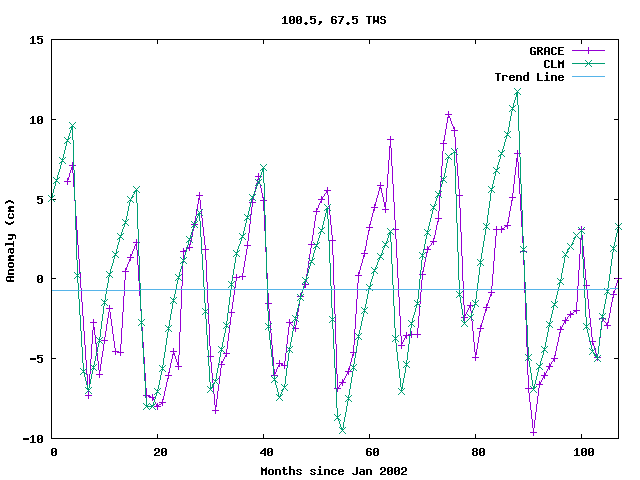 100.5, 67.5 TWS
GRACE
CLM
Trend Line
15
10
5
0
-5
-10
Anomaly (cm)
0 20 40 60 80 100
Months since Jan 2002